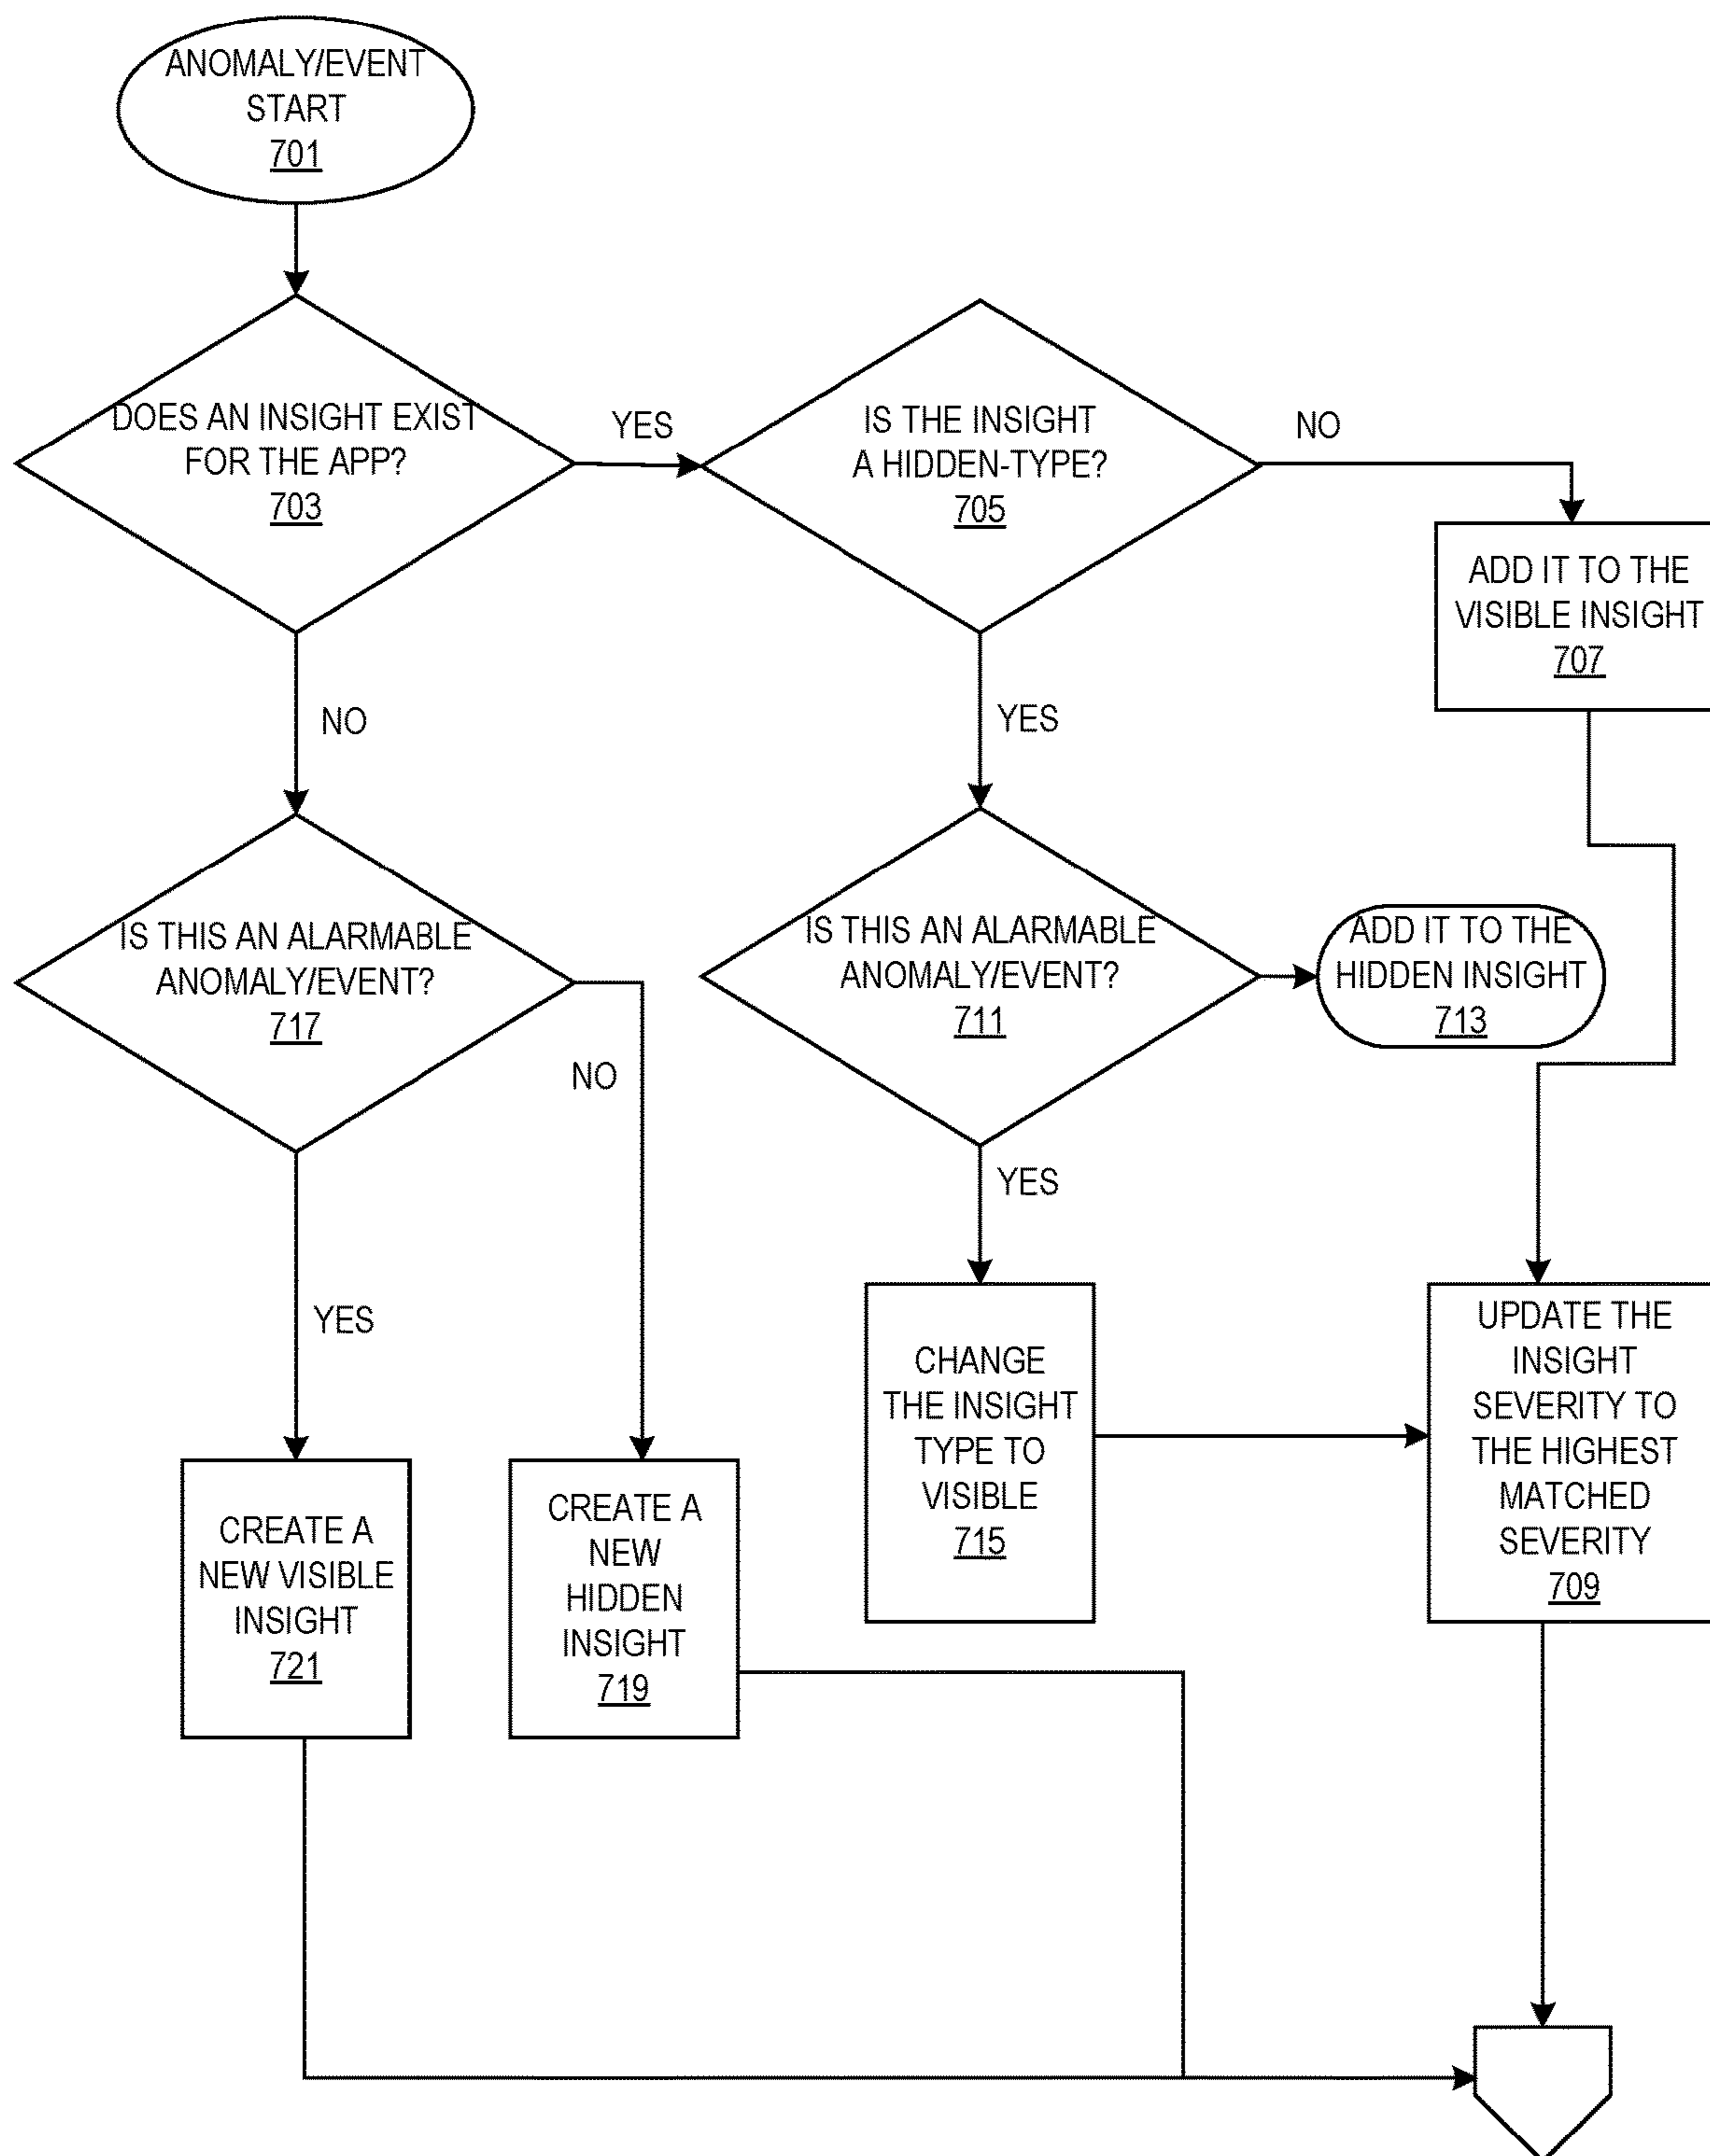 ANOMALY/EVENT
START
701
DOES AN INSIGHT EXIST
FOR THE APP?
703
YES
IS THE INSIGHT
A HIDDEN-TYPE?
705
NO
ADD IT TO THE
VISIBLE INSIGHT
707
NO
YES
IS THIS AN ALARMABLE
ANOMALY/EVENT?
717
NO
IS THIS AN ALARMABLE
ANOMALY/EVENT?
711
ADD IT TO THE
HIDDEN INSIGHT
713
YES
YES
CHANGE
THE INSIGHT
TYPE TO
VISIBLE
715
UPDATE THE
INSIGHT
SEVERITY TO
THE HIGHEST
MATCHED
SEVERITY
709
CREATE A
NEW VISIBLE
INSIGHT
721
CREATE A
NEW
HIDDEN
INSIGHT
719